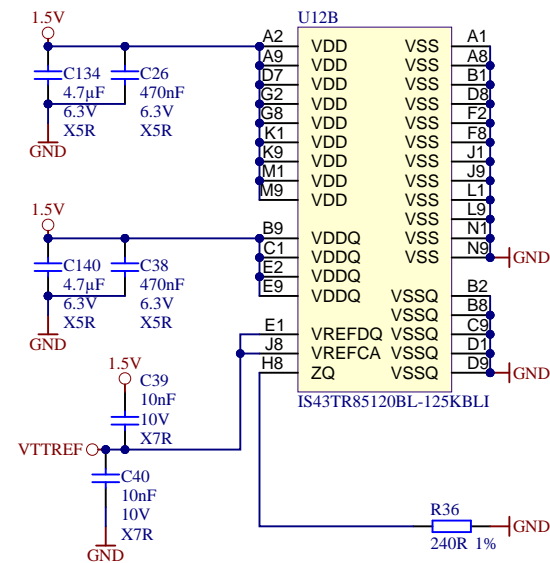 U12B
1.5V
A2 VDD VSS A1
A9 VDD VSS A8
D7 VDD VSS B1
G2 VDD VSS D8
G8 VDD VSS F2
K1 VDD VSS F8
K9 VDD VSS J1
M1 VDD VSS J9
M9 VDD VSS L1
VSS L9
B9 VDDQ VSS N1
C1 VDDQ VSS N9
E2 VDDQ
E9 VDDQ VSSQ B2
VSSQ B8
E1 VREFDQ VSSQ C9
J8 VREFCA VSSQ D1
H8 ZQ VSSQ D9
IS43TR85120BL-125KBLI
GND
GND
C134
4.7µF
6.3V
X5R
C26
470nF
6.3V
X5R
GND
1.5V
C140
4.7µF
6.3V
X5R
C38
470nF
6.3V
X5R
GND
1.5V
C39
10nF
10V
X7R
VTTREF
C40
10nF
10V
X7R
GND
R36
240R 1%
GND